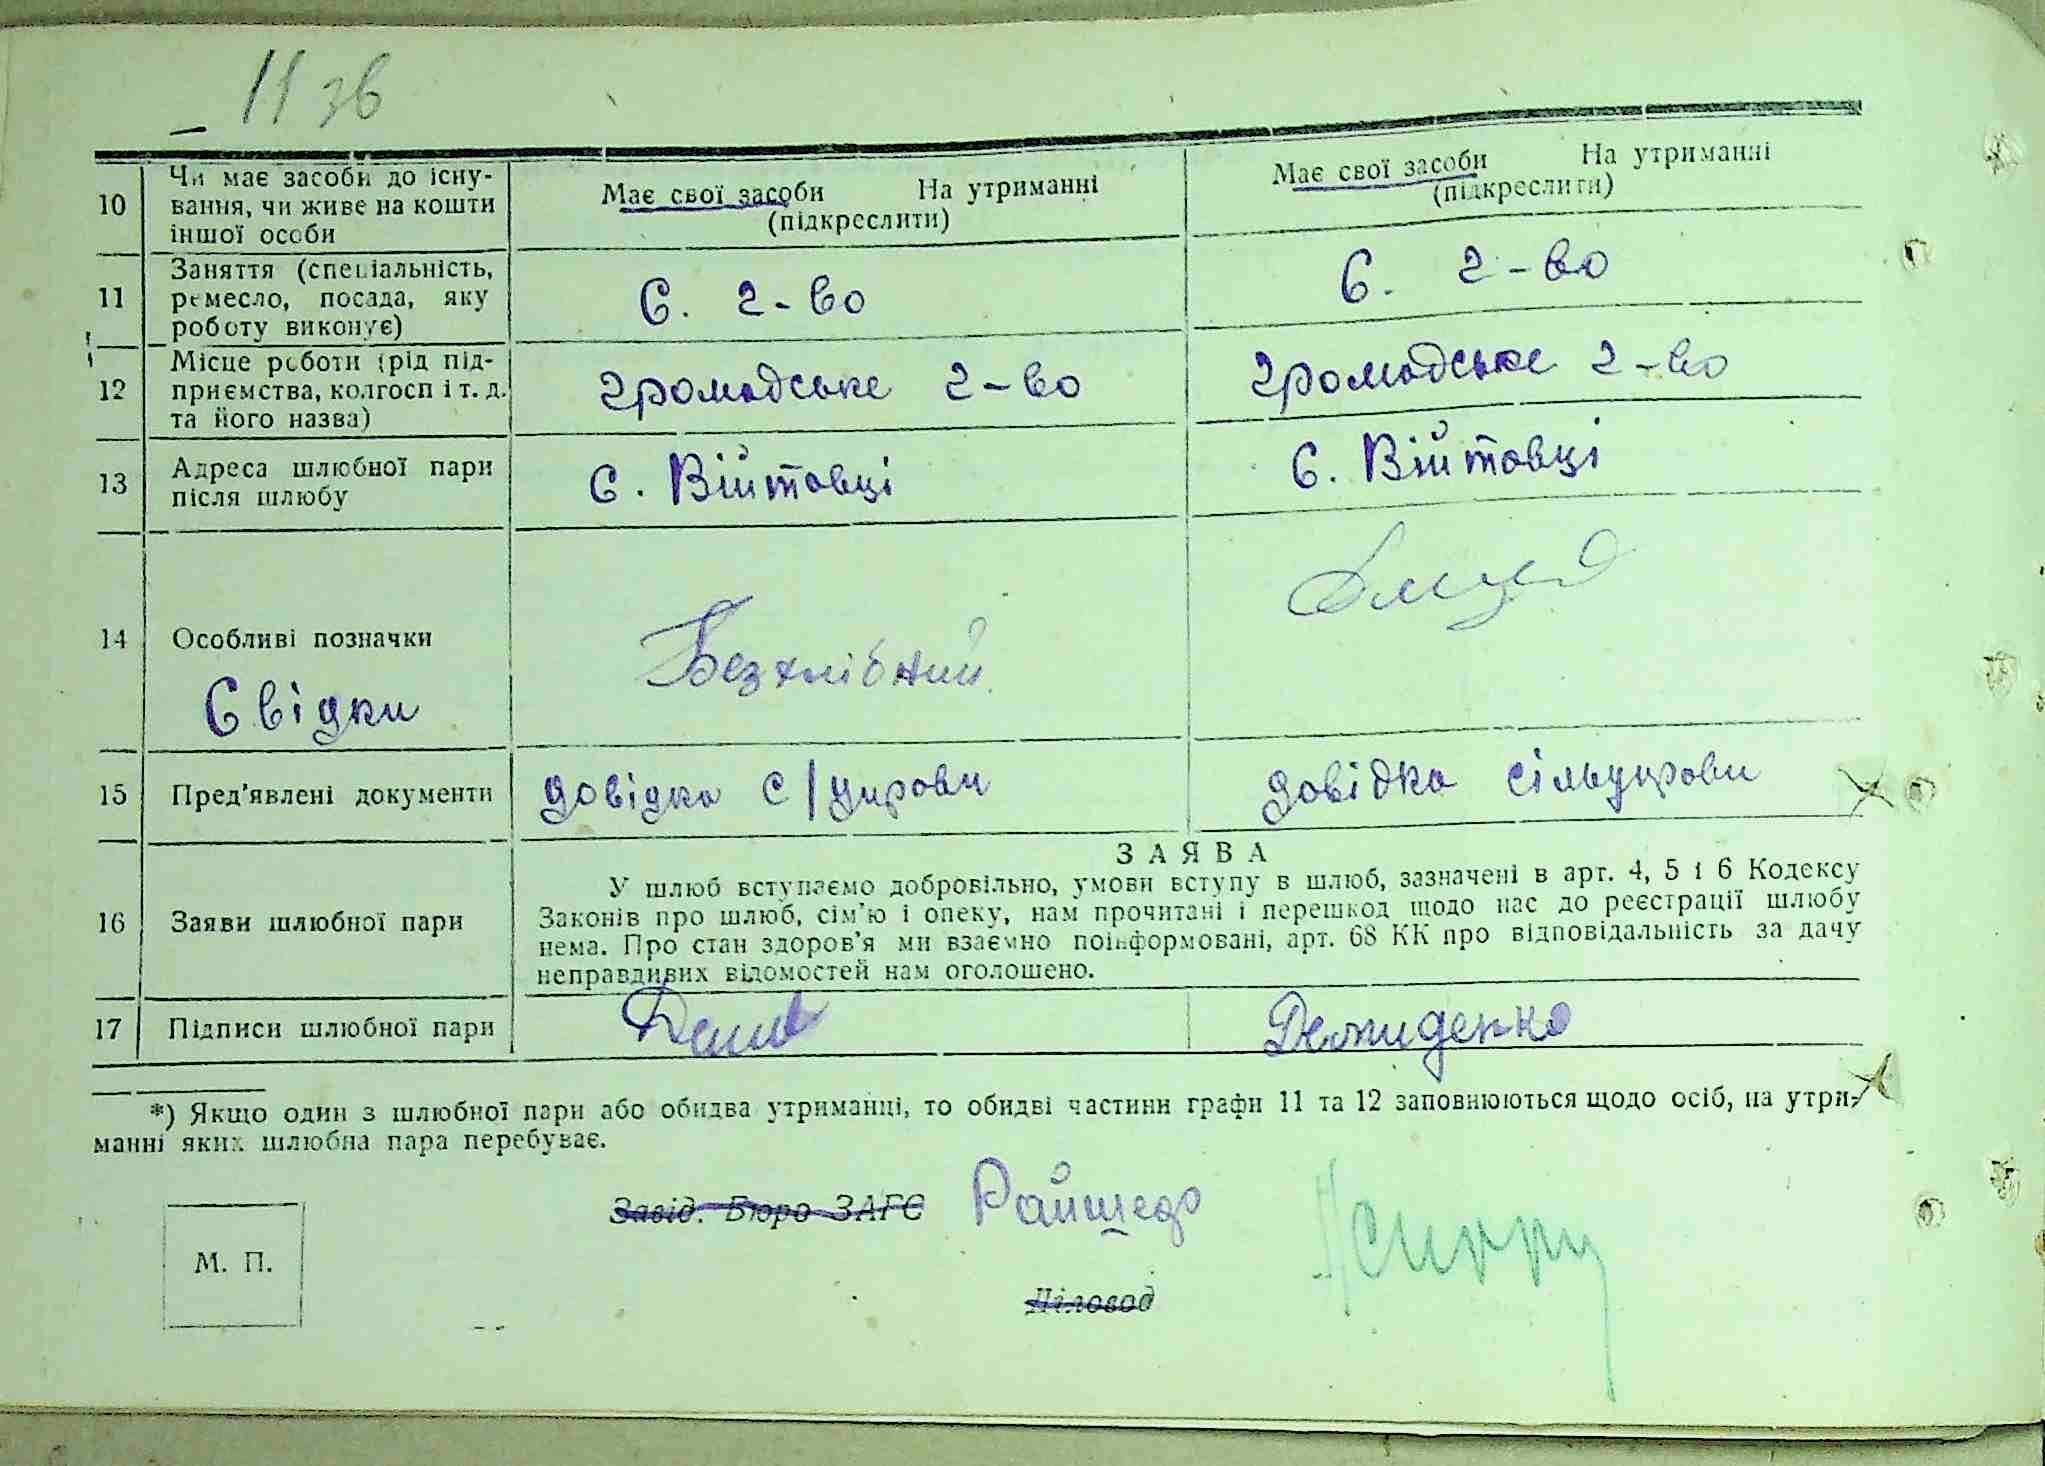 11 зв
10 Чи має засоби до існу-
вання, чи живе на кошти
іншої особи
Має свої засоби На утриманні
(підкреслити)
Має свої засоби На утриманні
(підкреслити)
11 Заняття (спеціальність,
ремесло, посада, яку
роботу виконує)
С. г-во
С. г-во
12 Місце роботи (рід під-
приємства, колгосп і т. д.
та його назва)
громадське г-во
громадське г-во
13 Адреса шлюбної пари
після шлюбу
с. Війтовці
с. Війтовці
14 Особливі позначки
Свідки
Безхлібний
15 Пред'явлені документи
довідка с/управи
довідка сільуправи
16 Заяви шлюбної пари
ЗАЯВА
У шлюб вступаємо добровільно, умови вступу в шлюб, зазначені в арт. 4, 5 і 6 Кодексу
Законів про шлюб, сім'ю і опеку, нам прочитані і перешкод щодо нас до реєстрації шлюбу
нема. Про стан здоров'я ми взаємно поінформовані, арт. 68 КК про відповідальність за дачу
неправдивих відомостей нам оголошено.
17 Підписи шлюбної пари
Демиденко
*) Якщо один з шлюбної пари або обидва утриманці, то обидві частини графи 11 та 12 заповнюються щодо осіб, на утри-
манні яких шлюбна пара перебуває.
Завід. Бюро ЗАГС
М. П.
Діловод